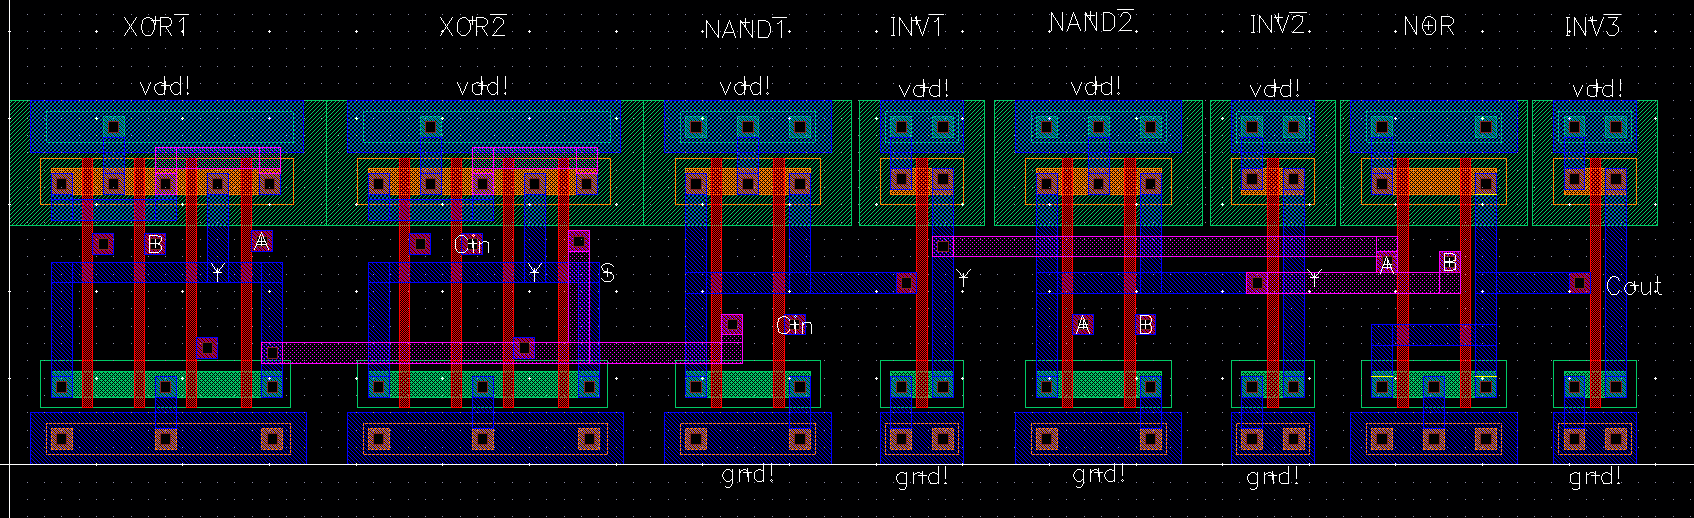 XOR1 XOR2 NAND1 INV1 NAND2 INV2 NOR INV3
vdd! vdd! vdd! vdd! vdd! vdd! vdd!
B A Cin
A B
Y Y S Y Y Cout
Cin A B
gnd! gnd! gnd! gnd! gnd!